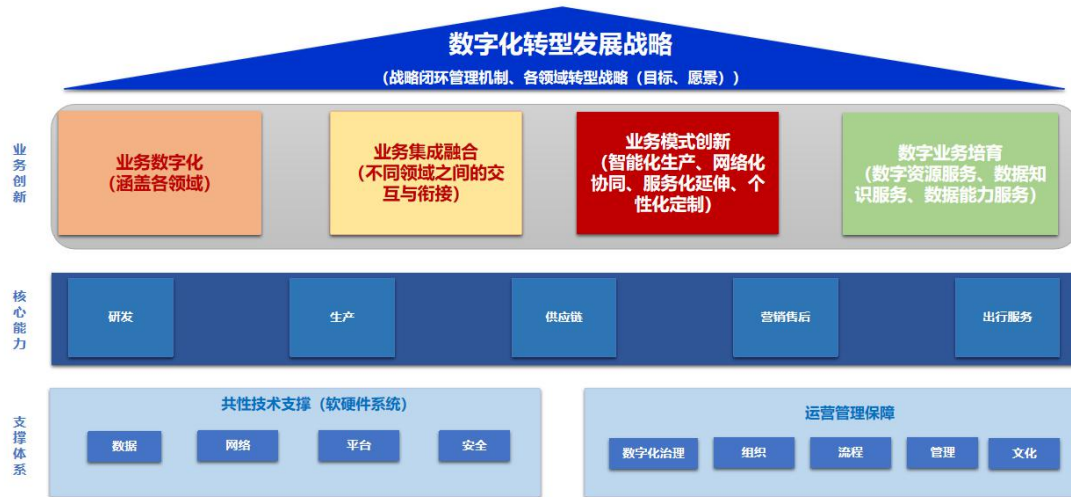 数字化转型发展战略
(战略闭环管理机制、各领域转型战略（目标、愿景））
业务创新
业务数字化
（涵盖各领域）
业务集成融合
（不同领域之间的交
互与衔接）
业务模式创新
（智能化生产、网络化
协同、服务化延伸、个
性化定制）
数字业务培育
（数字资源服务、数据知
识服务、数据能力服务）
核心能力
研发
生产
供应链
营销售后
出行服务
支撑体系
共性技术支撑（软硬件系统）
数据
网络
平台
安全
运营管理保障
数字化治理
组织
流程
管理
文化